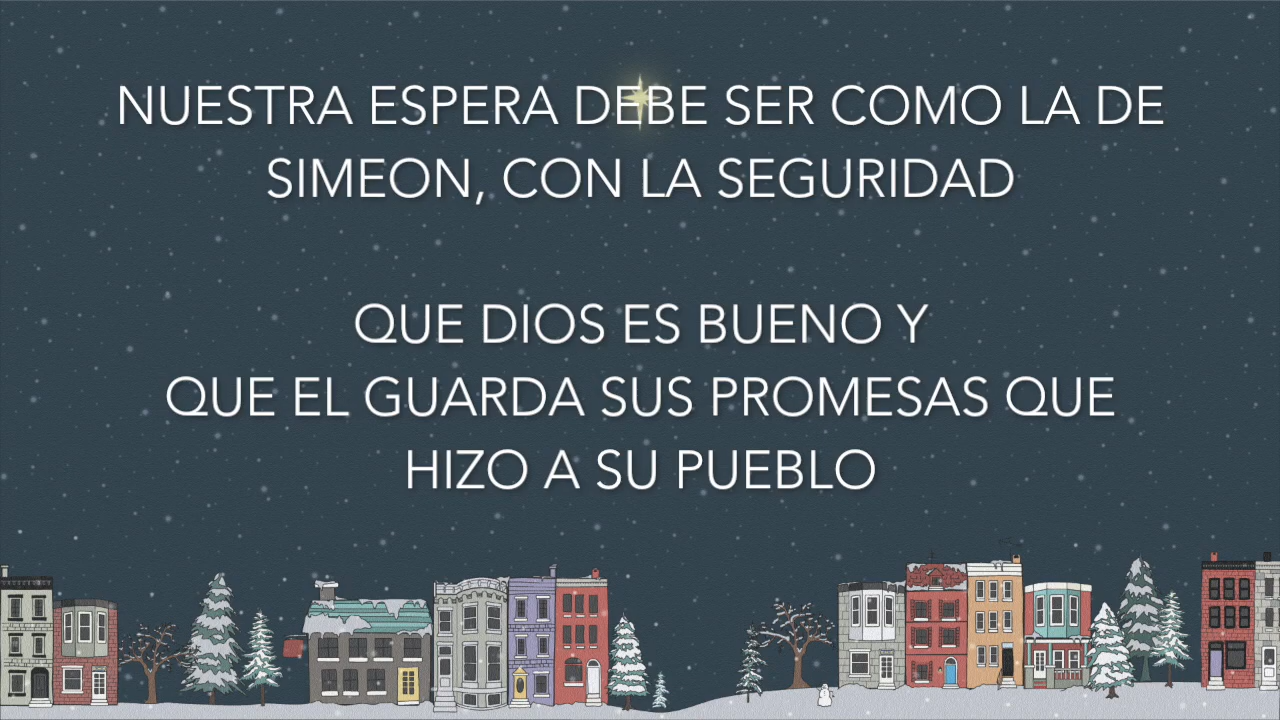 NUESTRA ESPERA DEBE SER COMO LA DE
SIMEON, CON LA SEGURIDAD
QUE DIOS ES BUENO Y
QUE EL GUARDA SUS PROMESAS QUE
HIZO A SU PUEBLO